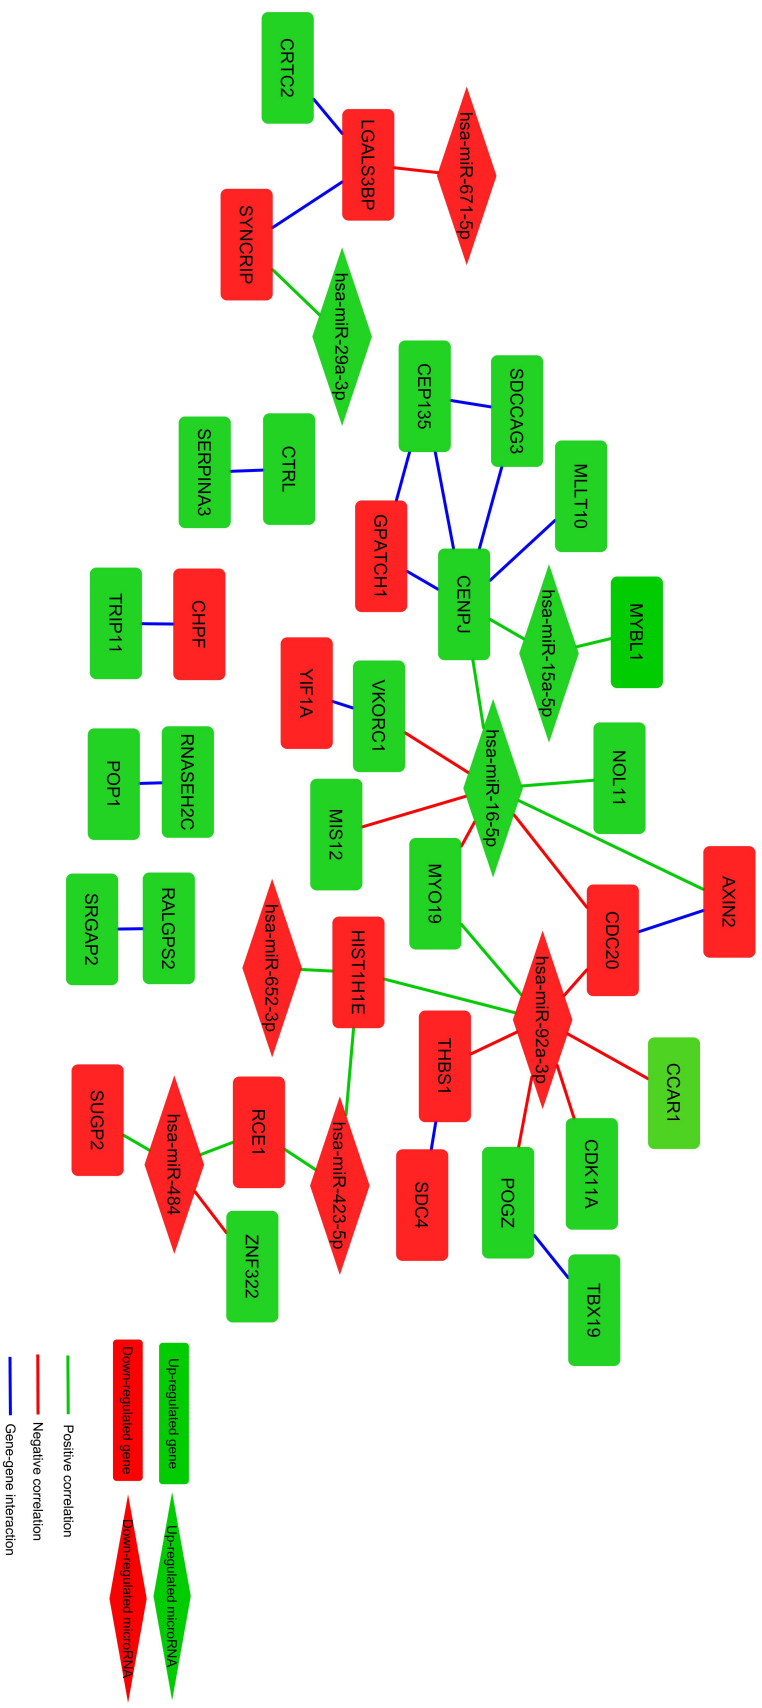 CRTC2
LGALS3BP
hsa-miR-671-5p
SYNCRIP
hsa-miR-29a-3p
CEP135
SDCCAG3
MLLT10
SERPINA3
CTRL
GPATCH1
CENPJ
hsa-miR-15a-5p
MYBL1
TRIP11
CHPF
YIF1A
VKORC1
hsa-miR-16-5p
NOL11
POP1
RNASEH2C
MIS12
MYO19
CDC20
AXIN2
SRGAP2
RALGPS2
hsa-miR-652-3p
HIST1H1E
hsa-miR-92a-3p
THBS1
CCAR1
CDK11A
SUGP2
hsa-miR-484
RCE1
hsa-miR-423-5p
SDC4
POGZ
ZNF322
TBX19
Up-regulated gene
Up-regulated microRNA
Down-regulated gene
Down-regulated microRNA
Positive correlation
Negative correlation
Gene-gene interaction